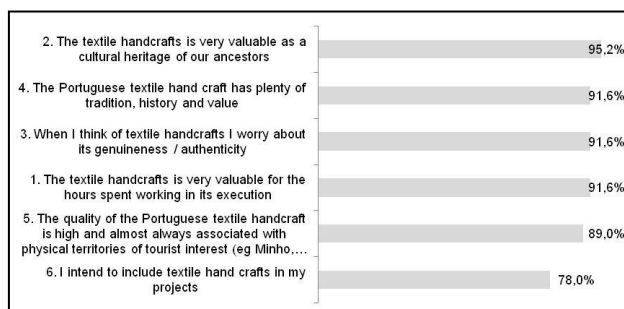 2. The textile handcrafts is very valuable as a
cultural heritage of our ancestors
95,2%
4. The Portuguese textile hand craft has plenty of
tradition, history and value
91,6%
3. When I think of textile handcrafts I worry about
its genuineness / authenticity
91,6%
1. The textile handcrafts is very valuable for the
hours spent working in its execution
91,6%
5. The quality of the Portuguese textile handcraft
is high and almost always associated with
physical territories of tourist interest (eg Minho,...
89,0%
6. I intend to include textile hand crafts in my
projects
78,0%